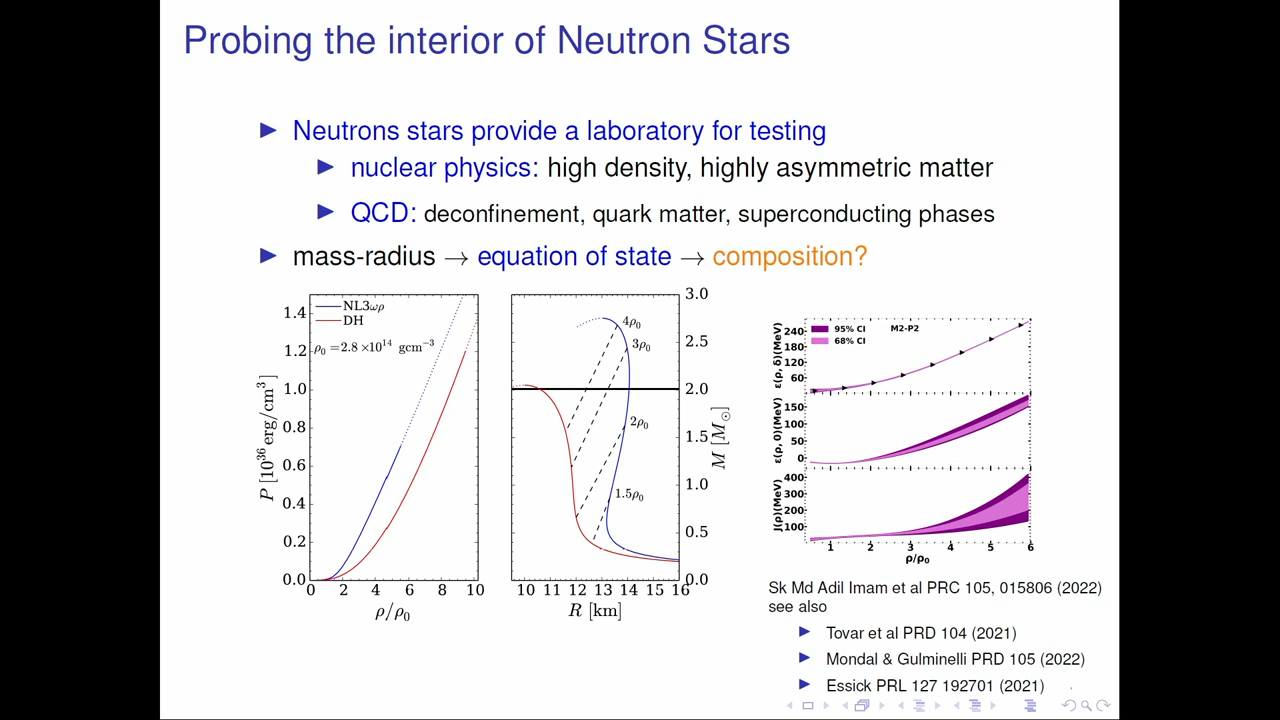 Probing the interior of Neutron Stars
► Neutrons stars provide a laboratory for testing
► nuclear physics: high density, highly asymmetric matter
► QCD: deconfinement, quark matter, superconducting phases
► mass-radius → equation of state → composition?
NL3ωρ
DH
ρ₀ =2.8×10¹⁴ gcm⁻³
P [10³⁶ erg/cm³]
1.4
1.2
1.0
0.8
0.6
0.4
0.2
0.0
0 2 4 6 8 10
ρ/ρ₀
4ρ₀
3ρ₀
2ρ₀
1.5ρ₀
3.0
2.5
2.0
1.5
1.0
0.5
0.0
M [M⊙]
10 11 12 13 14 15 16
R [km]
95% CI M2-P2
68% CI
ε(ρ, δ)(MeV)
240
180
120
60
ε(ρ, 0)(MeV)
150
100
50
0
J(ρ)(MeV)
400
300
200
100
1 2 3 4 5 6
ρ/ρ₀
Sk Md Adil Imam et al PRC 105, 015806 (2022)
see also
► Tovar et al PRD 104 (2021)
► Mondal & Gulminelli PRD 105 (2022)
► Essick PRL 127 192701 (2021)